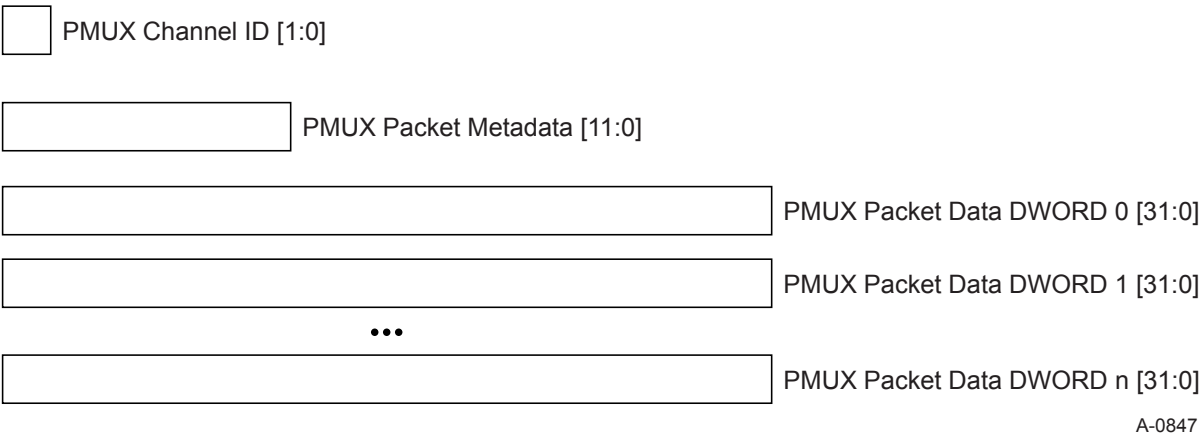 PMUX Channel ID [1:0]
PMUX Packet Metadata [11:0]
PMUX Packet Data DWORD 0 [31:0]
PMUX Packet Data DWORD 1 [31:0]
•••
PMUX Packet Data DWORD n [31:0]
A-0847